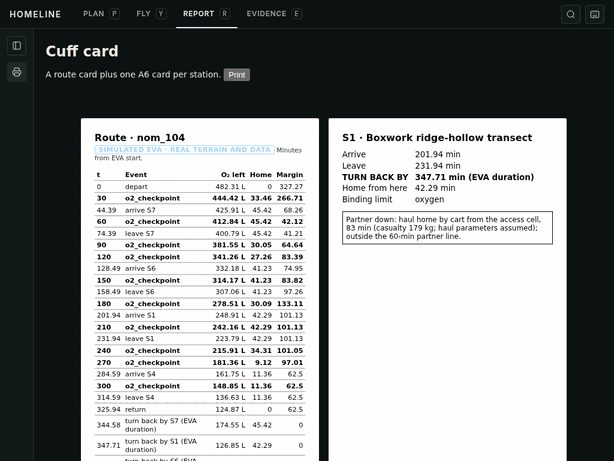 HOMELINE
PLAN P FLY Y REPORT R EVIDENCE E
Cuff card
A route card plus one A6 card per station. Print
Route · nom_104
SIMULATED EVA · REAL TERRAIN AND DATA Minutes
from EVA start.
t Event O₂ left Home Margin
0 depart 482.31 L 0 327.27
30 o2_checkpoint 444.42 L 33.46 266.71
44.39 arrive S7 425.91 L 45.42 68.26
60 o2_checkpoint 412.84 L 45.42 42.12
74.39 leave S7 400.79 L 45.42 41.21
90 o2_checkpoint 381.55 L 30.05 64.64
120 o2_checkpoint 341.26 L 27.26 83.39
128.49 arrive S6 332.18 L 41.23 74.95
150 o2_checkpoint 314.17 L 41.23 83.82
158.49 leave S6 307.06 L 41.23 97.26
180 o2_checkpoint 278.51 L 30.09 133.11
201.94 arrive S1 248.91 L 42.29 101.13
210 o2_checkpoint 242.16 L 42.29 101.13
231.94 leave S1 223.79 L 42.29 101.13
240 o2_checkpoint 215.91 L 34.31 101.05
270 o2_checkpoint 181.36 L 9.12 97.01
284.59 arrive S4 161.75 L 11.36 62.5
300 o2_checkpoint 148.85 L 11.36 62.5
314.59 leave S4 136.63 L 11.36 62.5
325.94 return 124.87 L 0 62.5
344.58 turn back by S7 (EVA duration) 174.55 L 45.42 0
347.71 turn back by S1 (EVA duration) 126.85 L 42.29 0
S1 · Boxwork ridge-hollow transect
Arrive 201.94 min
Leave 231.94 min
TURN BACK BY 347.71 min (EVA duration)
Home from here 42.29 min
Binding limit oxygen
Partner down: haul home by cart from the access cell,
83 min (casualty 179 kg; haul parameters assumed);
outside the 60-min partner line.